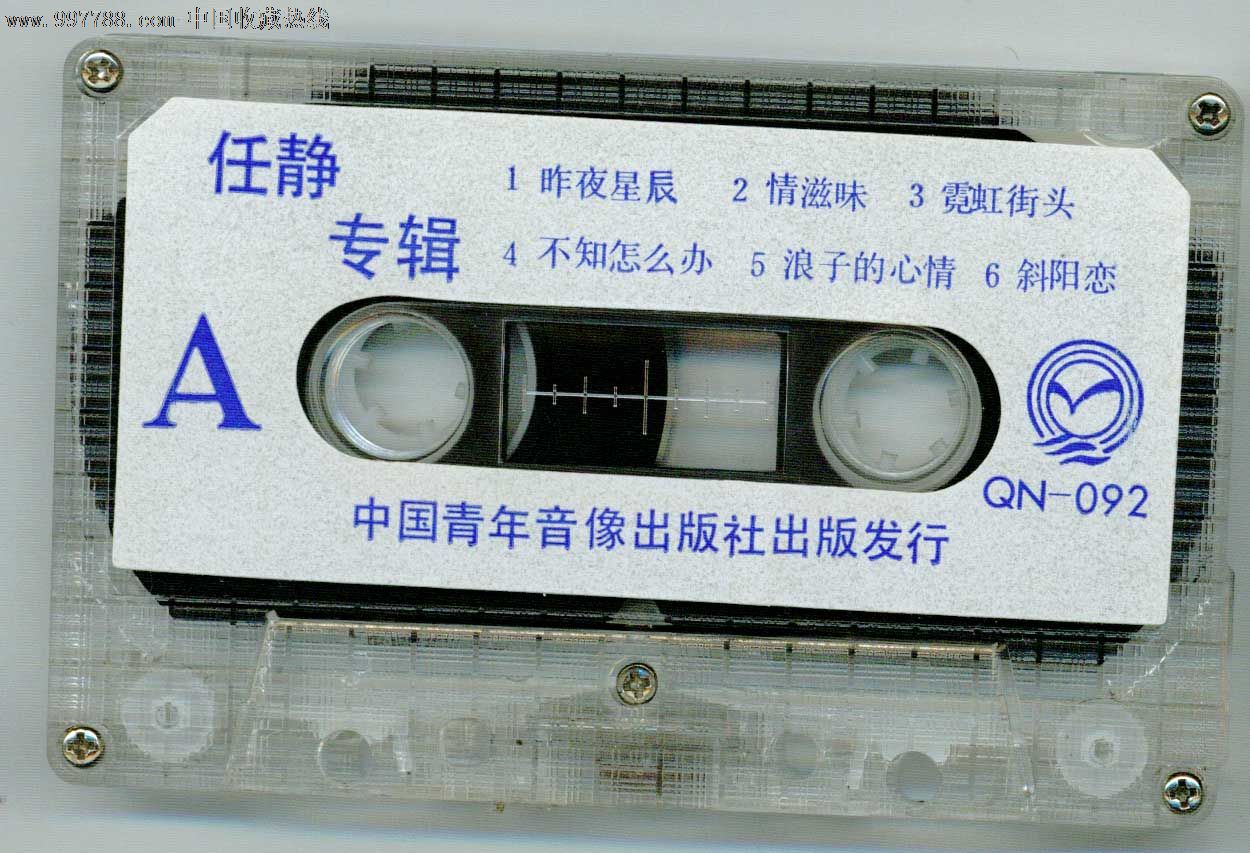 www.997788.com-中国收藏热线
任静
专辑
1 昨夜星辰 2 情滋味 3 霓虹街头
4 不知怎么办 5 浪子的心情 6 斜阳恋
A
QN-092
中国青年音像出版社出版发行